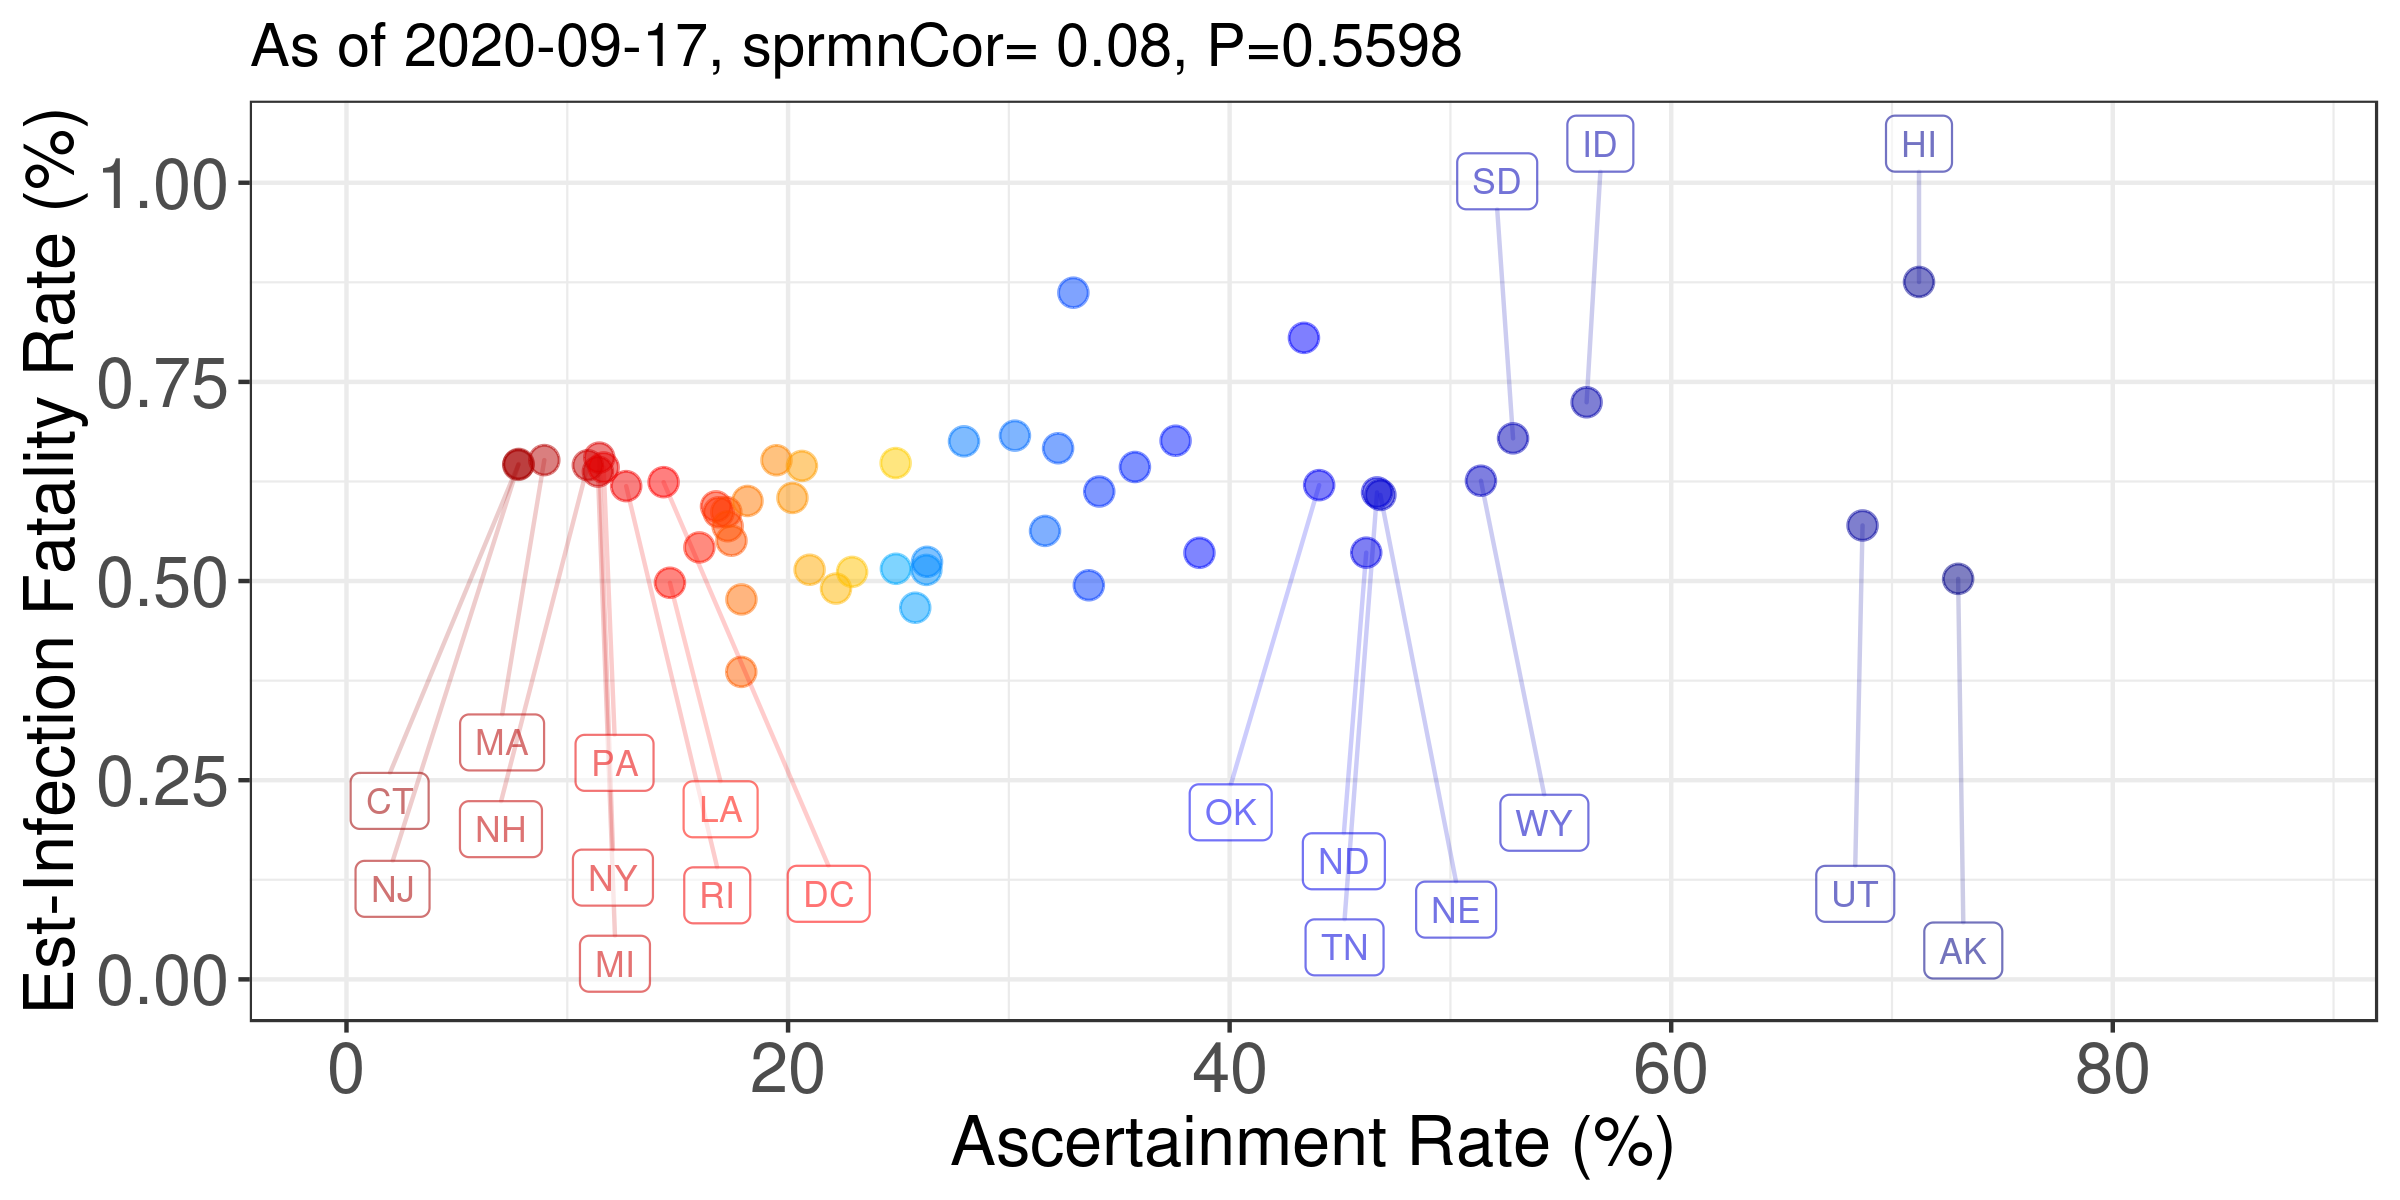 As of 2020-09-17, sprmnCor= 0.08, P=0.5598
Est-Infection Fatality Rate (%)
1.00
0.75
0.50
0.25
0.00
ID
HI
SD
MA
PA
CT
LA
OK
WY
NH
ND
NY
NJ
RI
DC
UT
NE
TN
AK
MI
0
20
40
60
80
Ascertainment Rate (%)